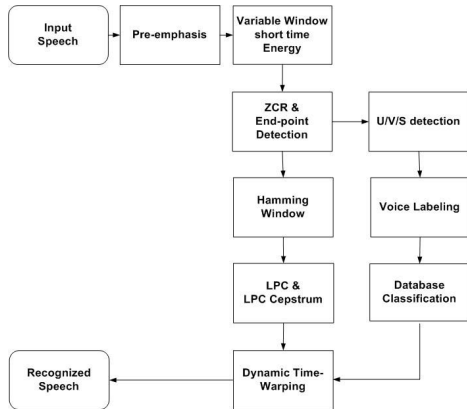 Input
Speech
Pre-emphasis
Variable Window
short time
Energy
ZCR &
End-point
Detection
U/V/S detection
Hamming
Window
Voice Labeling
LPC &
LPC Cepstrum
Database
Classification
Recognized
Speech
Dynamic Time-
Warping